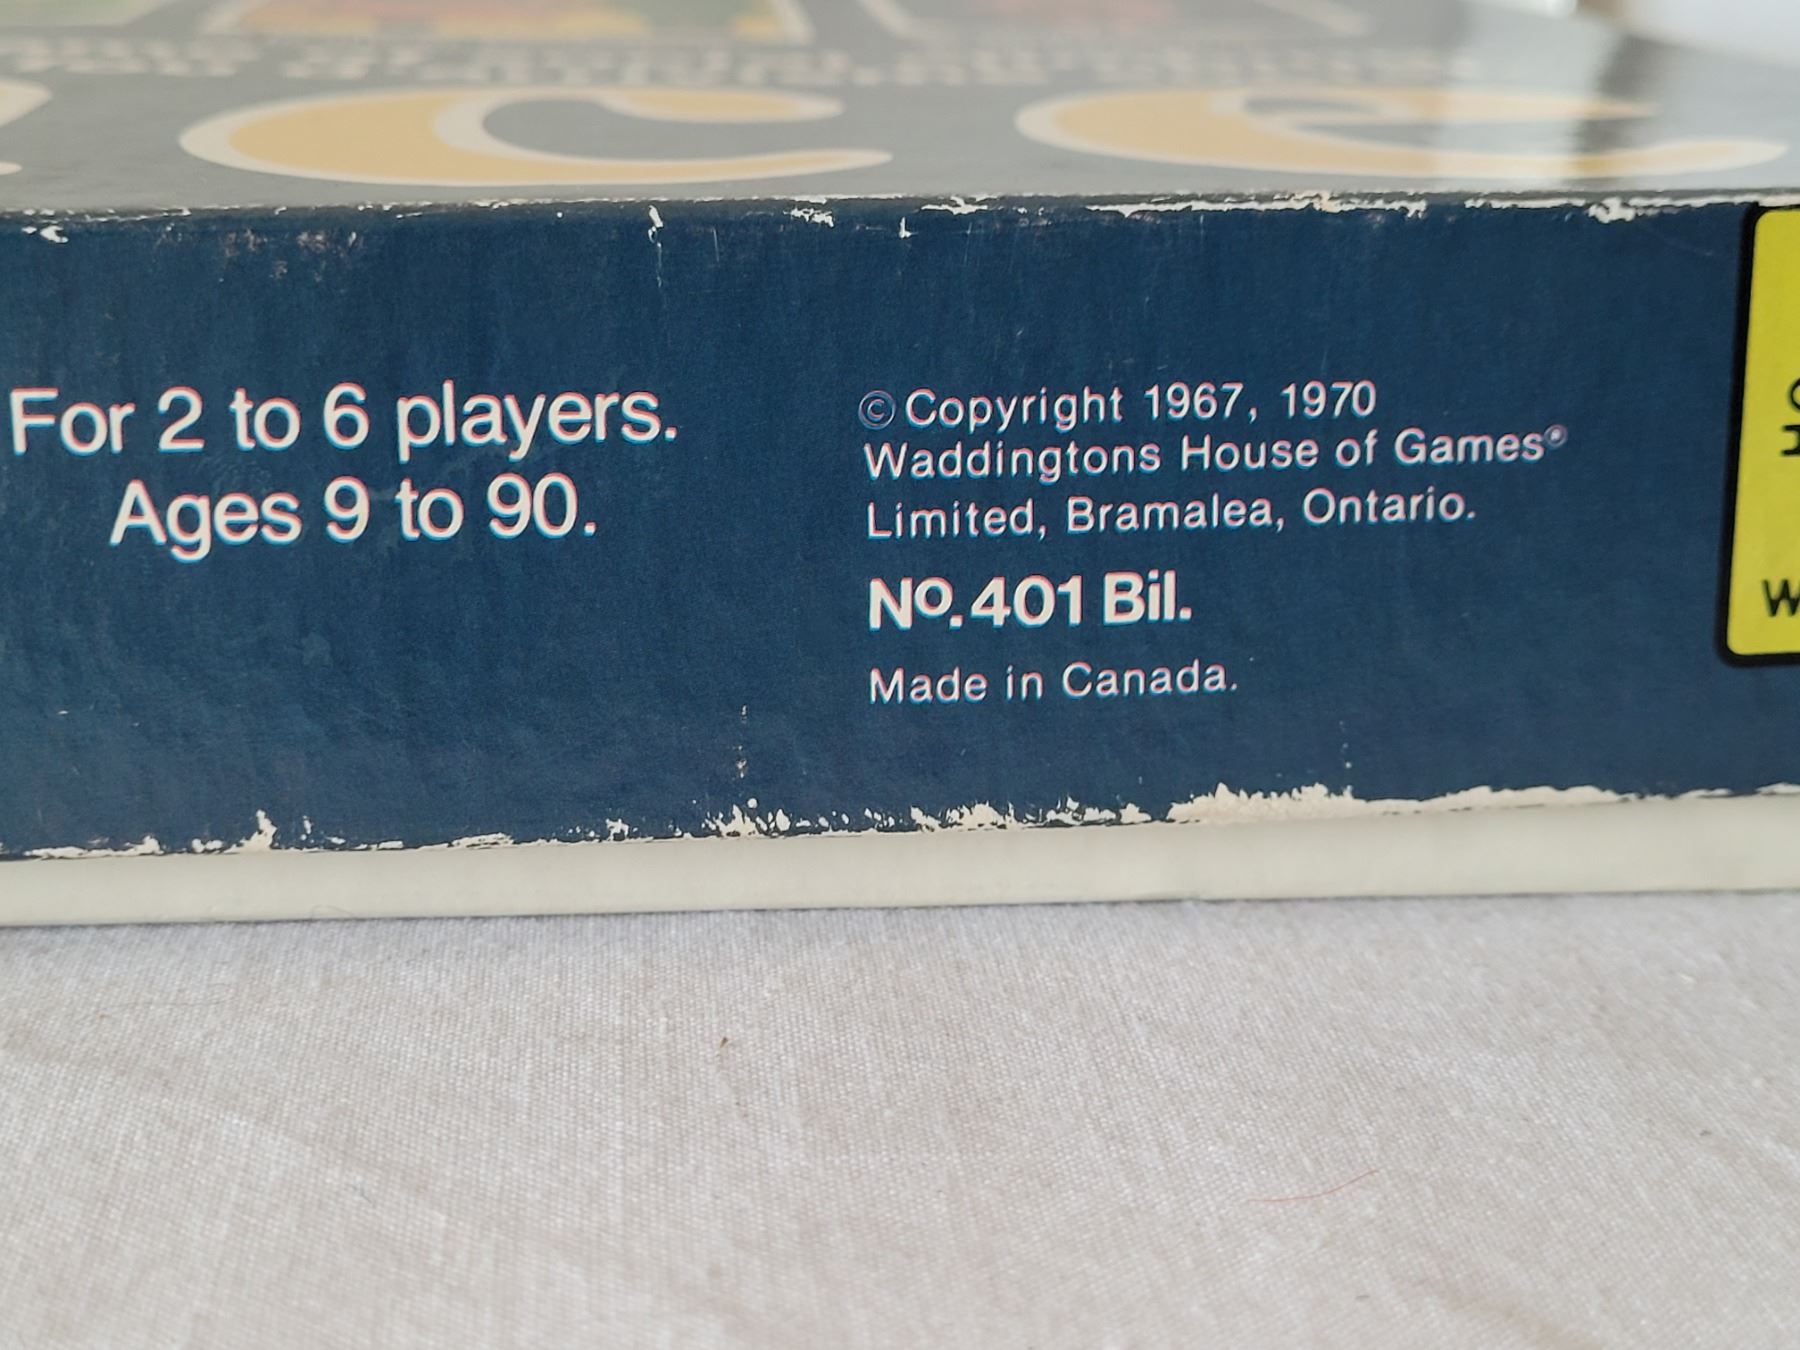 For 2 to 6 players.
Ages 9 to 90.
© Copyright 1967, 1970
Waddingtons House of Games®
Limited, Bramalea, Ontario.
No. 401 Bil.
Made in Canada.